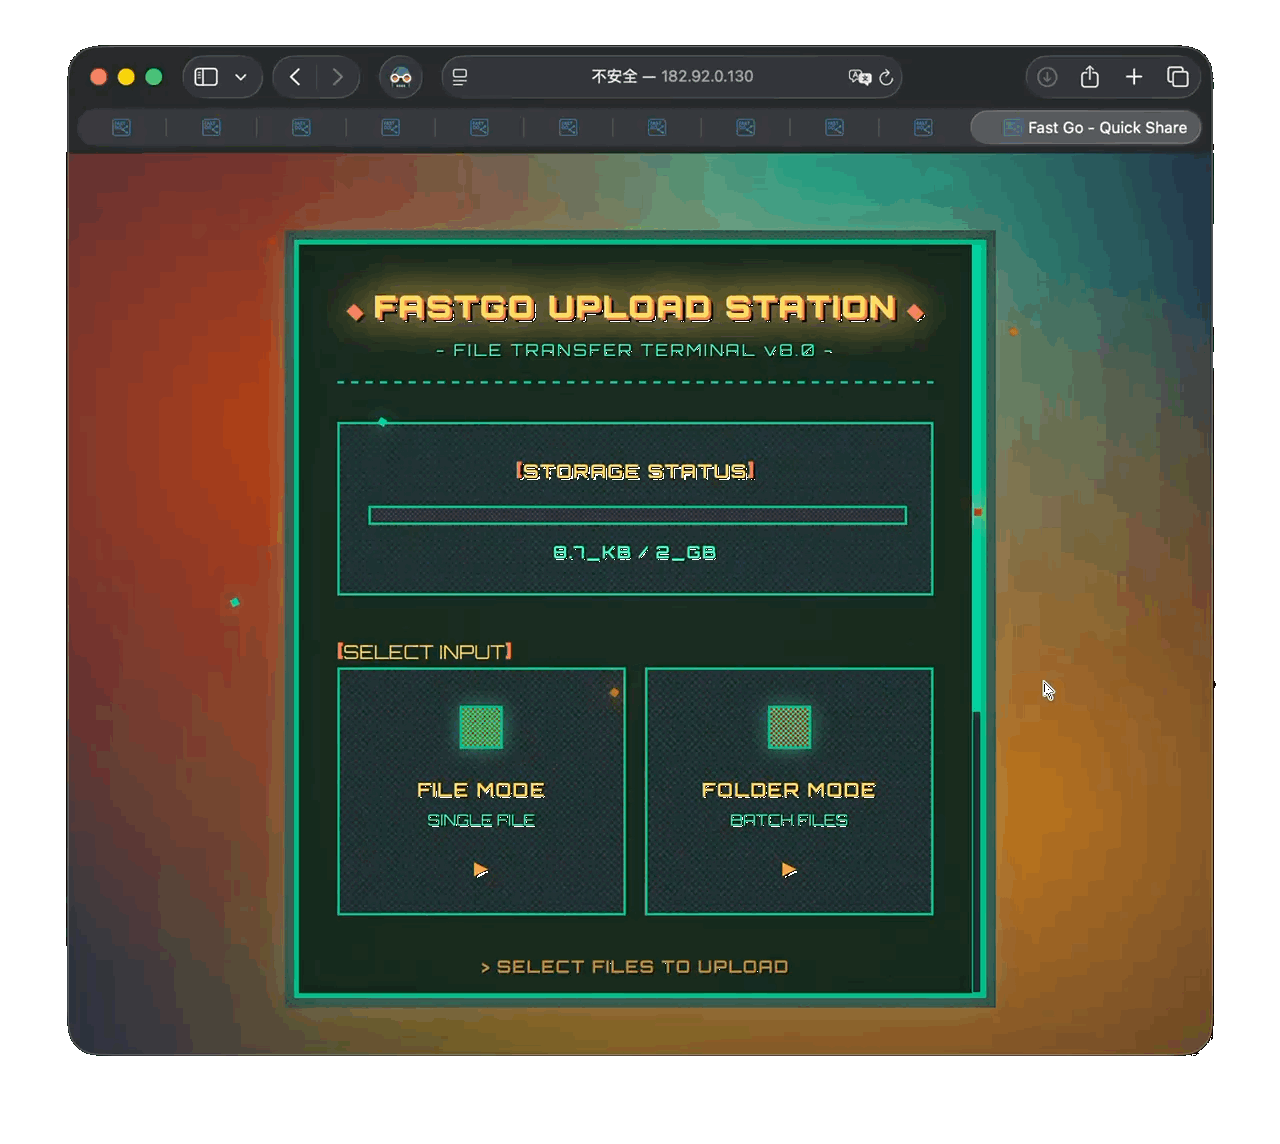 不安全 — 182.92.0.130
Fast Go - Quick Share
FASTGO UPLOAD STATION
- FILE TRANSFER TERMINAL v8.0 -
[STORAGE STATUS]
8.7_KB / 2_GB
[SELECT INPUT]
FILE MODE
SINGLE FILE
FOLDER MODE
BATCH FILES
> SELECT FILES TO UPLOAD